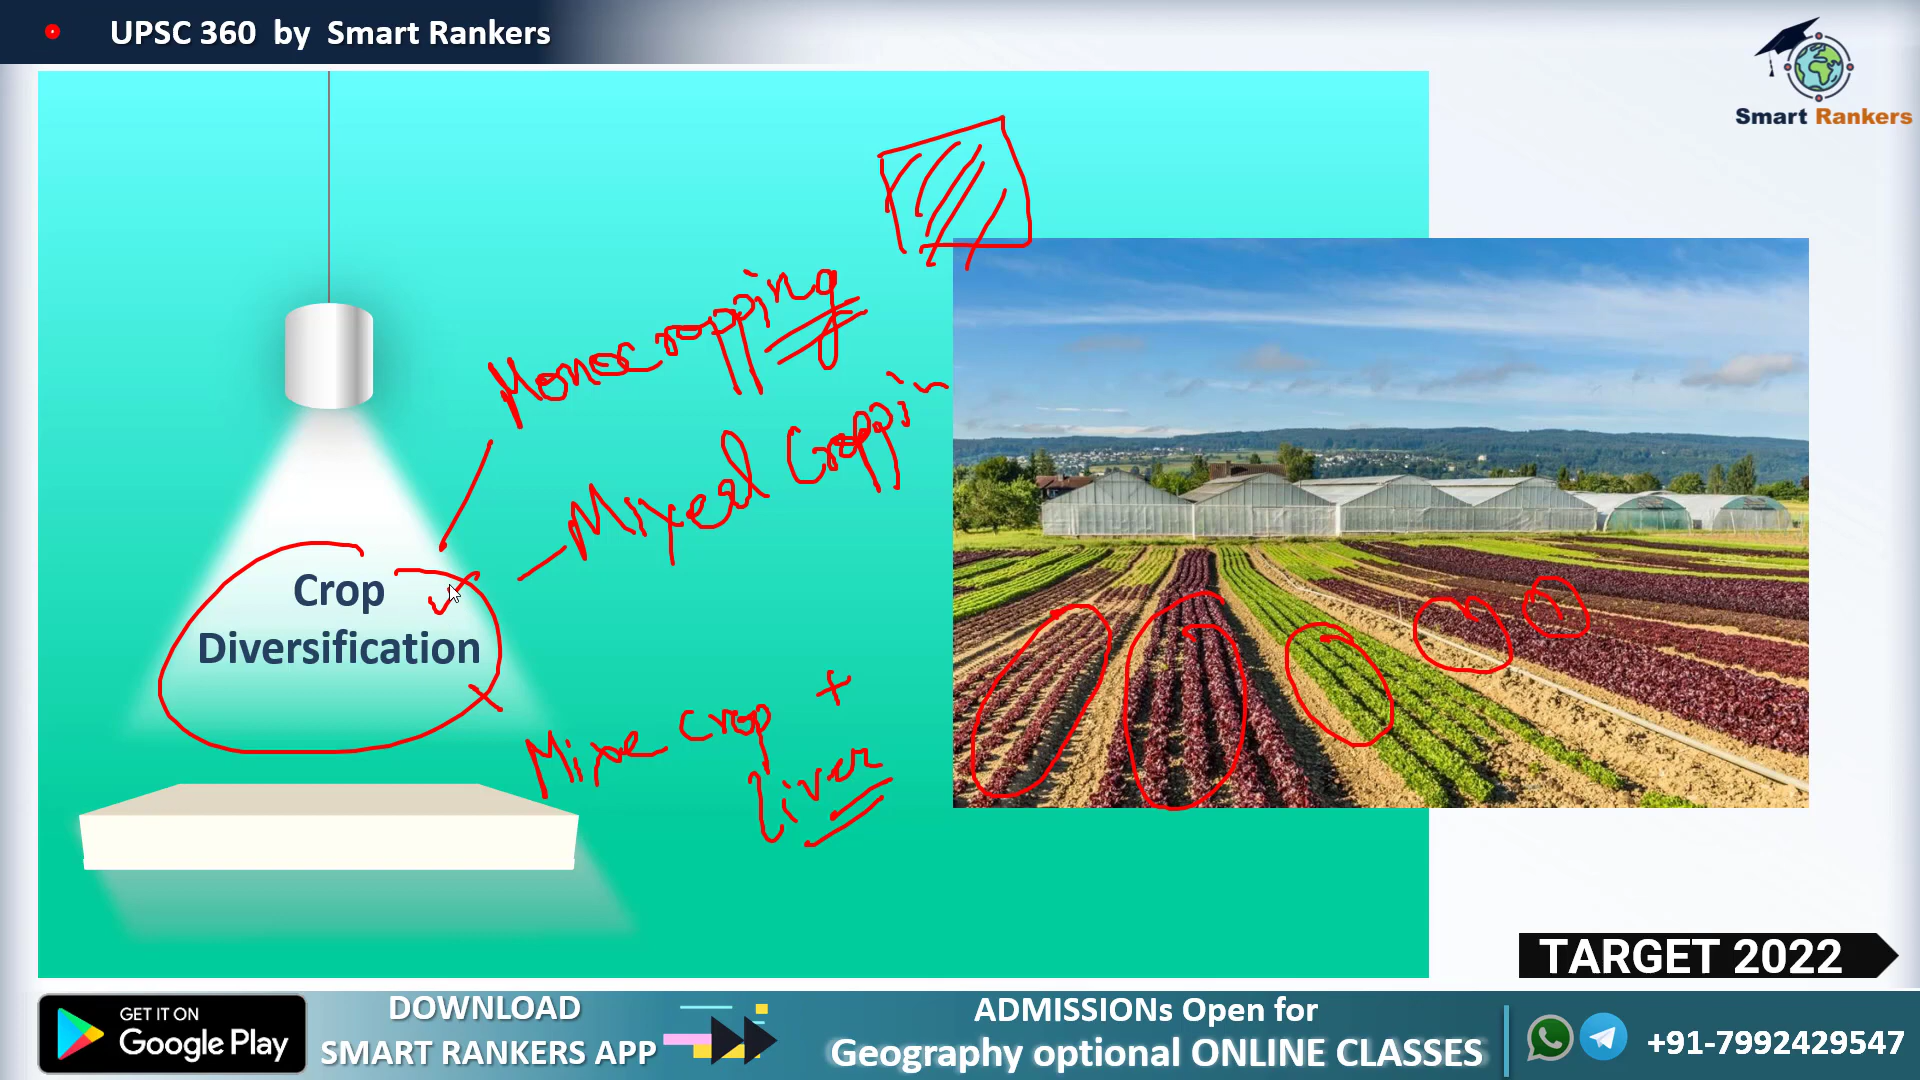 UPSC 360 by Smart Rankers
Smart Rankers
Monocropping
Mixed Croppin
Crop
Diversification
Mixe Crop +
liver
TARGET 2022
GET IT ON
Google Play
DOWNLOAD
SMART RANKERS APP
ADMISSIONs Open for
Geography optional ONLINE CLASSES
+91-7992429547